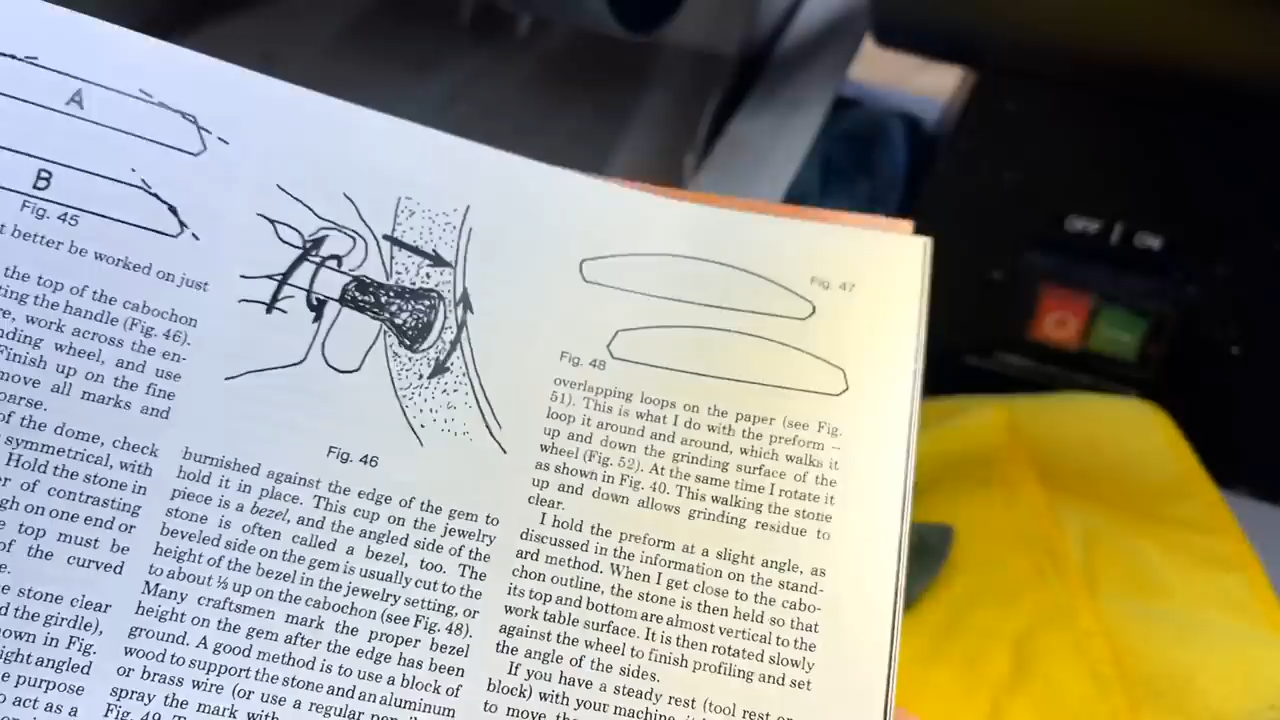 A
B
Fig. 45
t better be worked on just
the top of the cabochon
ting the handle (Fig. 46).
re, work across the en-
nding wheel, and use
Finish up on the fine
move all marks and
oarse.
of the dome, check
symmetrical, with
Hold the stone in
er of contrasting
gh on one end or
e top must be
of the curved
e.
e stone clear
d the girdle),
own in Fig.
ight angled
e purpose
o act as a
Fig. 46
burnished against the edge of the gem to
hold it in place. This cup on the jewelry
piece is a bezel, and the angled side of the
stone is often called a bezel, too. The
beveled side on the gem is usually cut to the
height of the bezel in the jewelry setting, or
to about ⅓ up on the cabochon (see Fig. 48).
Many craftsmen mark the proper bezel
height on the gem after the edge has been
ground. A good method is to use a block of
wood to support the stone and an aluminum
or brass wire (or use a regular
spray the mark with
Fig. 49.
Fig. 47
Fig. 48
overlapping loops on the paper (see Fig.
51). This is what I do with the preform –
loop it around and around, which walks it
up and down the grinding surface of the
wheel (Fig. 52). At the same time I rotate it
as shown in Fig. 40. This walking the stone
up and down allows grinding residue to
clear.
I hold the preform at a slight angle, as
discussed in the information on the stand-
ard method. When I get close to the cabo-
chon outline, the stone is then held so that
its top and bottom are almost vertical to the
work table surface. It is then rotated slowly
against the wheel to finish profiling and set
the angle of the sides.
If you have a steady rest (tool rest or
block) with your machine, it
to move
OFF | ON